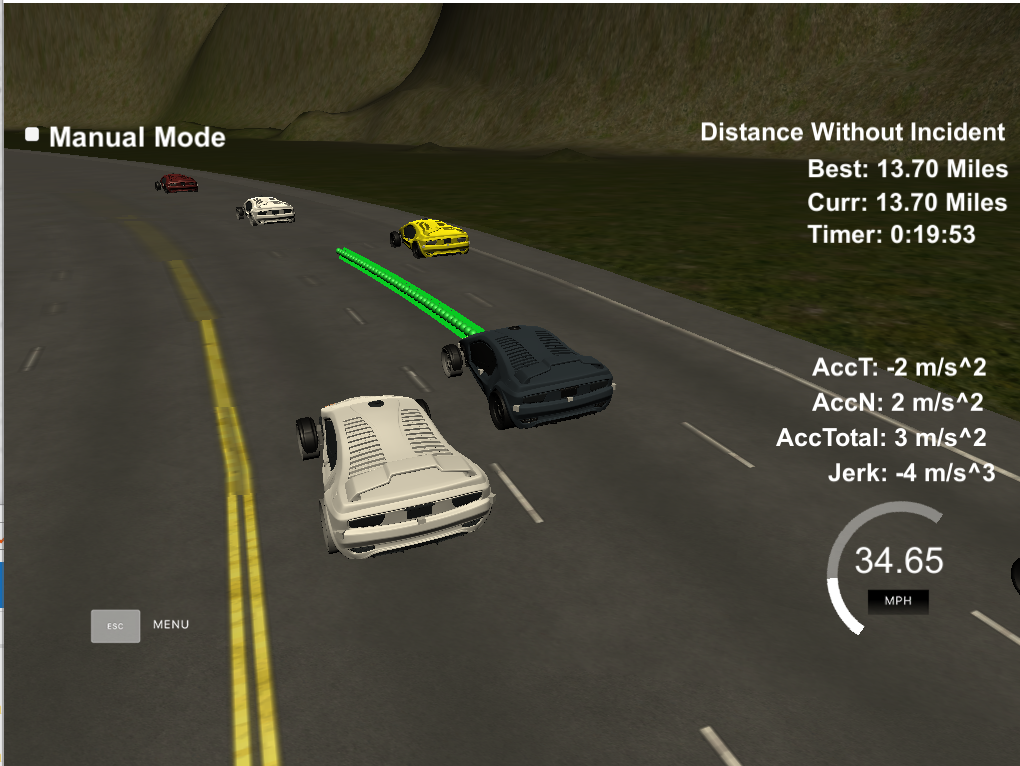 Manual Mode
Distance Without Incident
Best: 13.70 Miles
Curr: 13.70 Miles
Timer: 0:19:53
AccT: -2 m/s^2
AccN: 2 m/s^2
AccTotal: 3 m/s^2
Jerk: -4 m/s^3
34.65
MPH
ESC MENU